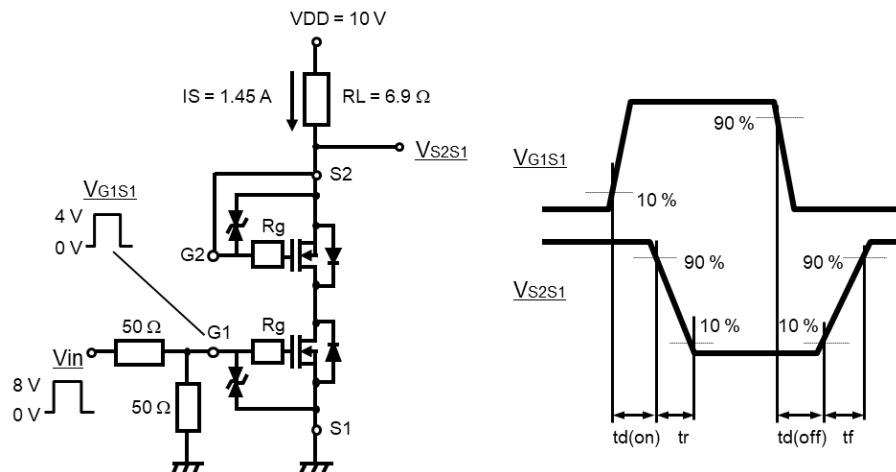 VDD = 10 V
IS = 1.45 A
RL = 6.9 Ω
VS2S1
S2
VG1S1
4 V
0 V
Rg
G2
50 Ω
G1
Rg
Vin
8 V
0 V
50 Ω
S1
90 %
VG1S1
10 %
90 %
90 %
VS2S1
10 %
10 %
td(on)
tr
td(off)
tf